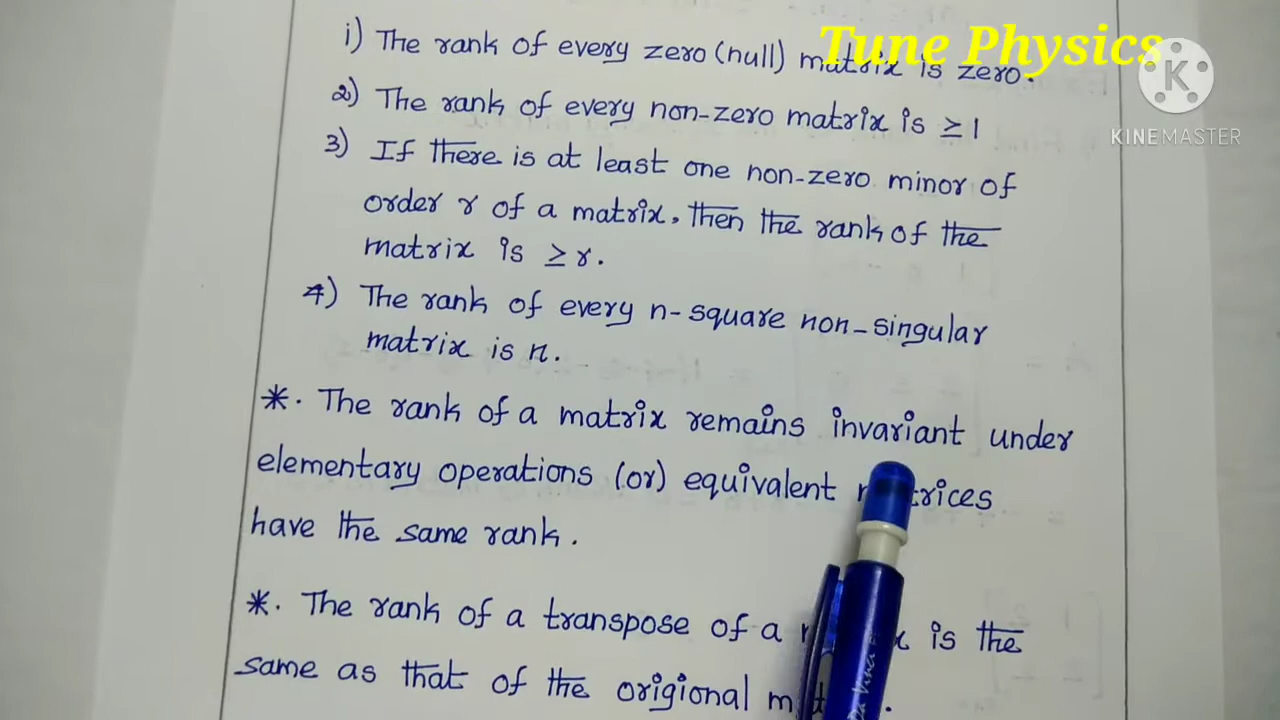 Tune Physics
KINEMASTER
i) The rank of every zero (null) matrix is zero.
2) The rank of every non-zero matrix is ≥ 1
3) If there is at least one non-zero minor of
order r of a matrix, then the rank of the
matrix is ≥ r.
4) The rank of every n-square non-singular
matrix is n.
*. The rank of a matrix remains invariant under
elementary operations (or) equivalent
have the same rank.
*. The rank of a transpose of a is the
same as that of the origional